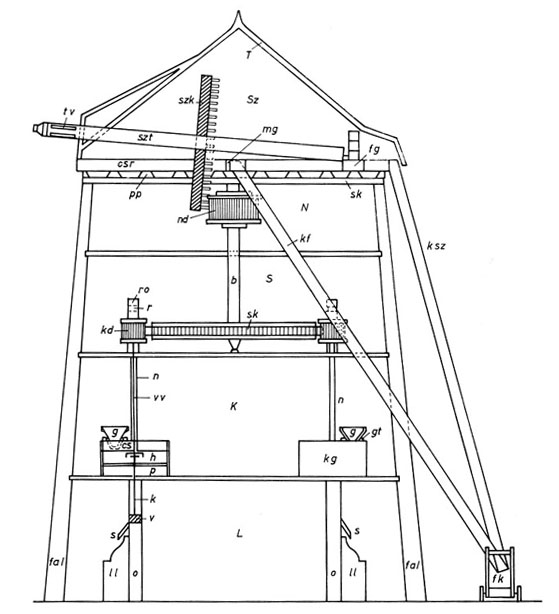 T
szk
Sz
tv
szt
mg
fg
csr
pp
sk
nd
N
kf
ksz
b
S
ro
r
sk
kd
n
vv
K
n
g
cs
h
p
g
gt
kg
k
v
s
L
s
fal
ll
o
o
ll
fal
fk